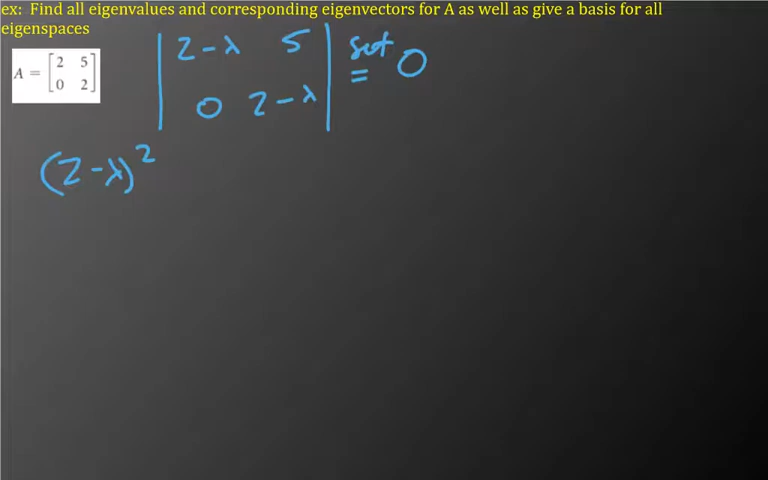 ex: Find all eigenvalues and corresponding eigenvectors for A as well as give a basis for all
eigenspaces
A = [2 5
0 2]
|2-λ 5
0 2-λ| set = 0
(2-λ)²